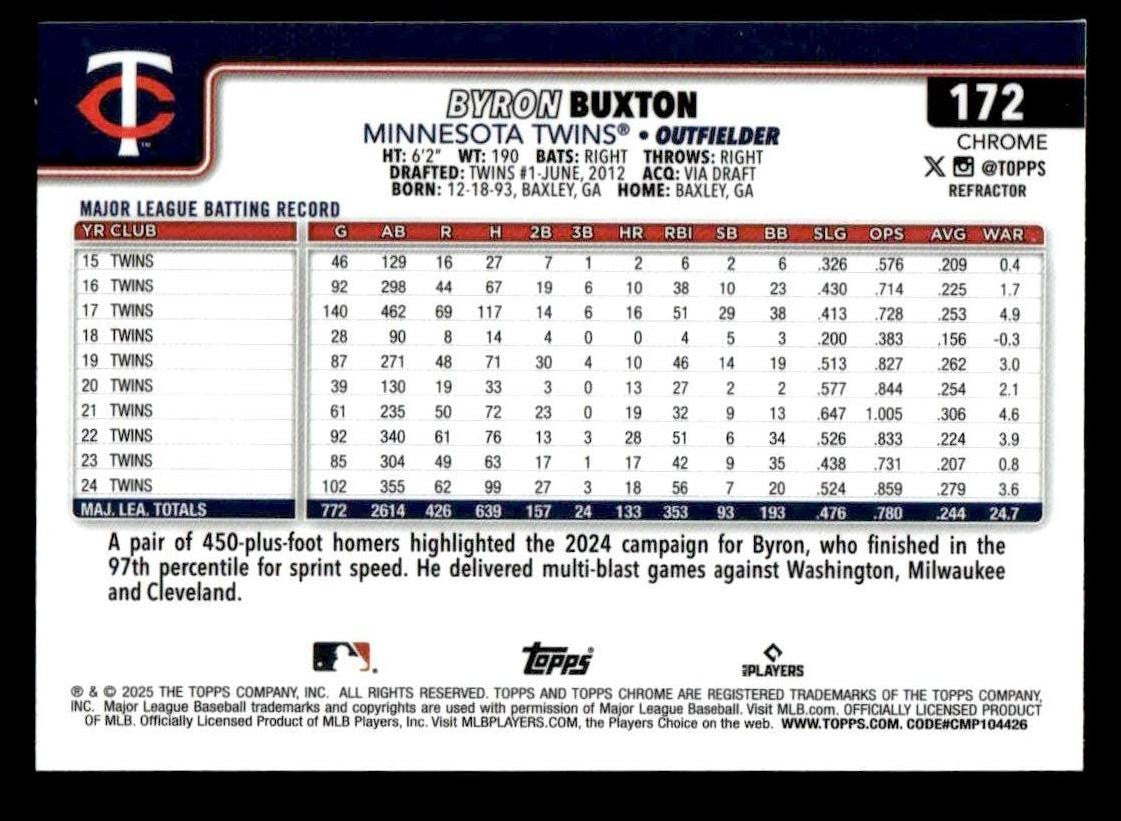 TC
TM
BYRON BUXTON
172
MINNESOTA TWINS® • OUTFIELDER
CHROME
HT: 6'2" WT: 190 BATS: RIGHT THROWS: RIGHT
X @TOPPS
DRAFTED: TWINS #1-JUNE, 2012 ACQ: VIA DRAFT
REFRACTOR
BORN: 12-18-93, BAXLEY, GA HOME: BAXLEY, GA
MAJOR LEAGUE BATTING RECORD
YR CLUB G AB R H 2B 3B HR RBI SB BB SLG OPS AVG WAR
15 TWINS 46 129 16 27 7 1 2 6 2 6 .326 .576 .209 0.4
16 TWINS 92 298 44 67 19 6 10 38 10 23 .430 .714 .225 1.7
17 TWINS 140 462 69 117 14 6 16 51 29 38 .413 .728 .253 4.9
18 TWINS 28 90 8 14 4 0 0 4 5 3 .200 .383 .156 -0.3
19 TWINS 87 271 48 71 30 4 10 46 14 19 .513 .827 .262 3.0
20 TWINS 39 130 19 33 3 0 13 27 2 2 .577 .844 .254 2.1
21 TWINS 61 235 50 72 23 0 19 32 9 13 .647 1.005 .306 4.6
22 TWINS 92 340 61 76 13 3 28 51 6 34 .526 .833 .224 3.9
23 TWINS 85 304 49 63 17 1 17 42 9 35 .438 .731 .207 0.8
24 TWINS 102 355 62 99 27 3 18 56 7 20 .524 .859 .279 3.6
MAJ. LEA. TOTALS 772 2614 426 639 157 24 133 353 93 193 .476 .780 .244 24.7
A pair of 450-plus-foot homers highlighted the 2024 campaign for Byron, who finished in the
97th percentile for sprint speed. He delivered multi-blast games against Washington, Milwaukee
and Cleveland.
Topps
MLB PLAYERS
® & © 2025 THE TOPPS COMPANY, INC. ALL RIGHTS RESERVED. TOPPS AND TOPPS CHROME ARE REGISTERED TRADEMARKS OF THE TOPPS COMPANY,
INC. Major League Baseball trademarks and copyrights are used with permission of Major League Baseball. Visit MLB.com. OFFICIALLY LICENSED PRODUCT
OF MLB. Officially Licensed Product of MLB Players, Inc. Visit MLBPLAYERS.COM, the Players Choice on the web. WWW.TOPPS.COM. CODE#CMP104426